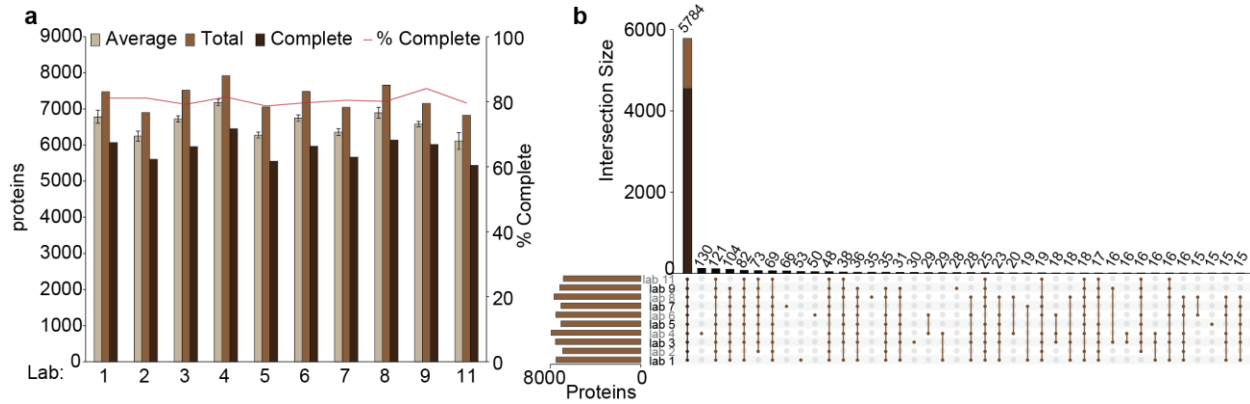 a
b
Average Total Complete % Complete
proteins
9000
8000
7000
6000
5000
4000
3000
2000
1000
0
100
80
60
40
20
0
% Complete
Lab: 1 2 3 4 5 6 7 8 9 11
Intersection Size
6000
4000
2000
0
5784 130 121 104 82 73 69 66 53 50 48 38 36 35 35 31 30 29 29 28 28 25 23 20 19 19 18 18 18 17 16 16 16 16 16 16 15 15 15 15
lab 11
lab 9
lab 8
lab 7
lab 6
lab 5
lab 4
lab 3
lab 2
lab 1
8000 0
Proteins